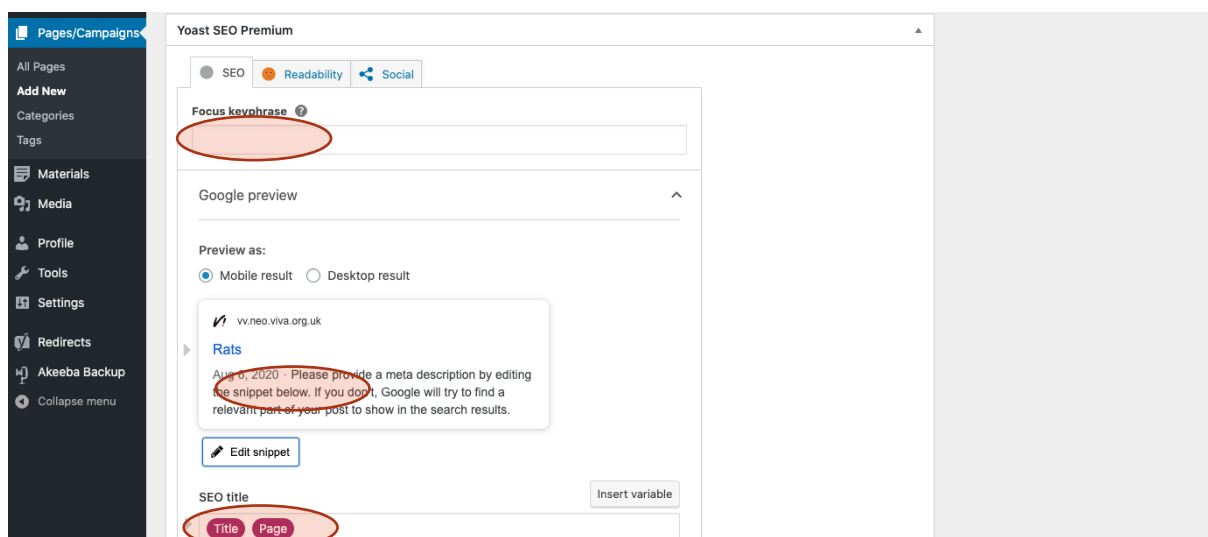 Pages/Campaigns
All Pages
Add New
Categories
Tags
Materials
Media
Profile
Tools
Settings
Redirects
Akeeba Backup
Collapse menu
Yoast SEO Premium
SEO Readability Social
Focus keyphrase
Google preview
Preview as:
Mobile result Desktop result
vv.neo.viva.org.uk
Rats
Aug 6, 2020 · Please provide a meta description by editing
the snippet below. If you don't, Google will try to find a
relevant part of your post to show in the search results.
Edit snippet
SEO title Insert variable
Title Page